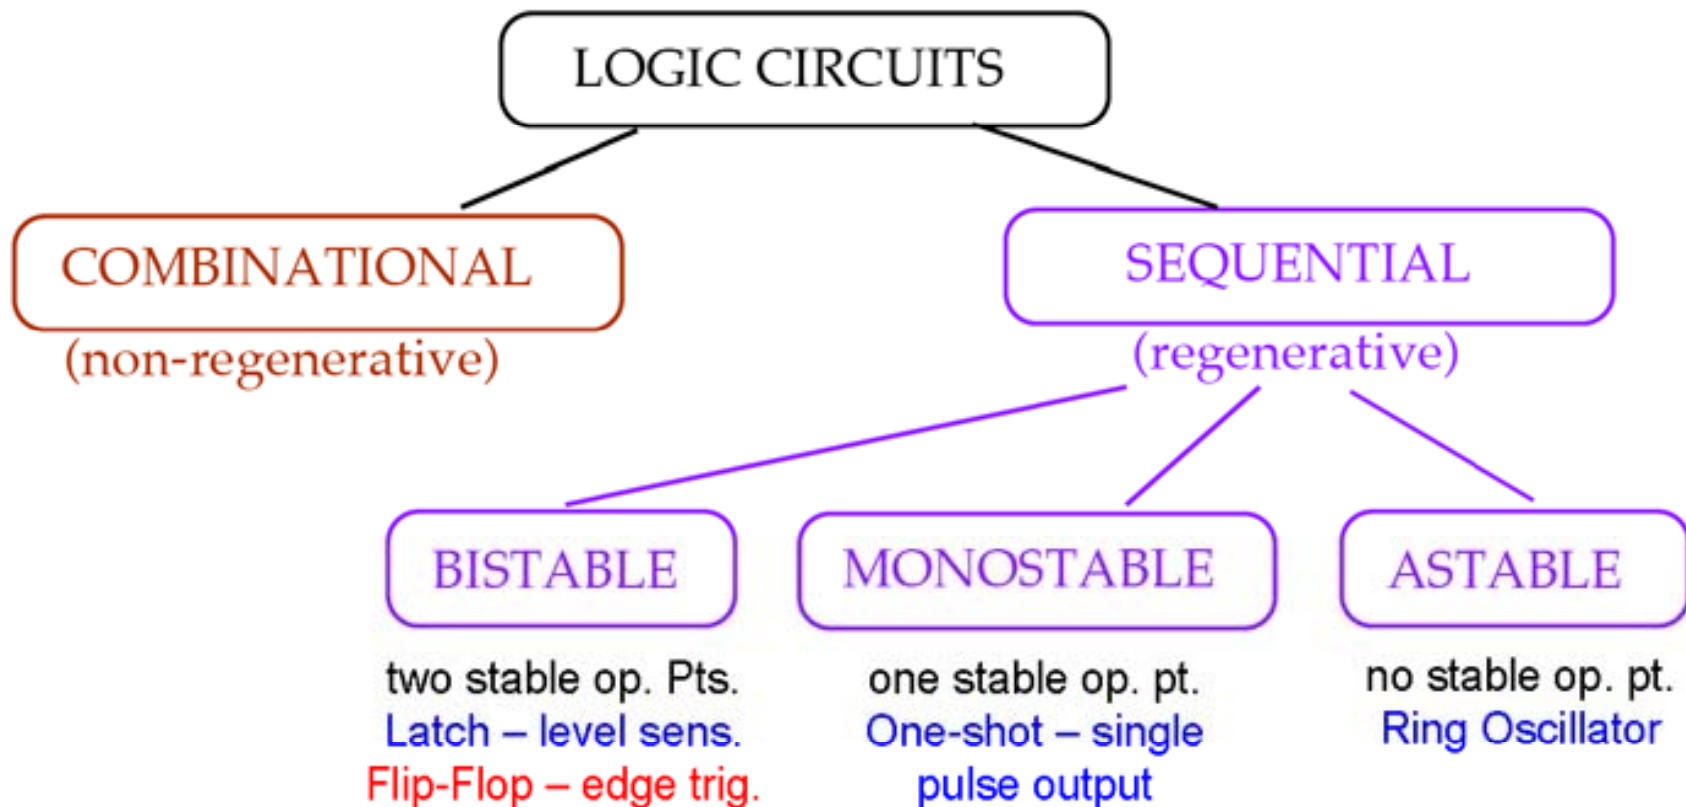 LOGIC CIRCUITS
COMBINATIONAL
(non-regenerative)
SEQUENTIAL
(regenerative)
BISTABLE
two stable op. Pts.
Latch – level sens.
Flip-Flop – edge trig.
MONOSTABLE
one stable op. pt.
One-shot – single
pulse output
ASTABLE
no stable op. pt.
Ring Oscillator